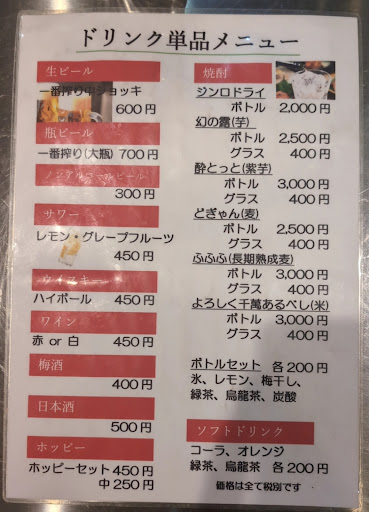 ドリンク単品メニュー
生ビール
一番搾り中ジョッキ
600円
瓶ビール
一番搾り(大瓶) 700円
ノンアルコールビール
300円
サワー
レモン・グレープフルーツ
450円
ウイスキー
ハイボール 450円
ワイン
赤 or 白 450円
梅酒
400円
日本酒
500円
ホッピー
ホッピーセット 450円
中 250円
焼酎
ジンロドライ
ボトル 2,000円
幻の露(芋)
ボトル 2,500円
グラス 400円
酔とっと(紫芋)
ボトル 3,000円
グラス 400円
どぎゃん(麦)
ボトル 2,500円
グラス 400円
ふふふ(長期熟成麦)
ボトル 3,000円
グラス 400円
よろしく千萬あるべし(米)
ボトル 3,000円
グラス 400円
ボトルセット 各200円
氷、レモン、梅干し、
緑茶、烏龍茶、炭酸
ソフトドリンク
コーラ、オレンジ
緑茶、烏龍茶 各200円
価格は全て税別です